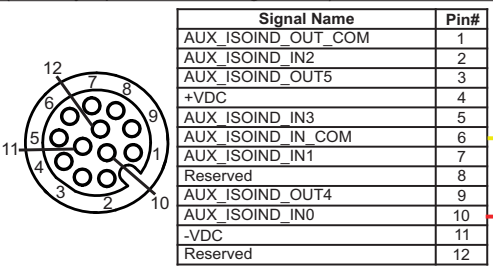 Signal Name Pin#
AUX_ISOIND_OUT_COM 1
AUX_ISOIND_IN2 2
AUX_ISOIND_OUT5 3
+VDC 4
AUX_ISOIND_IN3 5
AUX_ISOIND_IN_COM 6
AUX_ISOIND_IN1 7
Reserved 8
AUX_ISOIND_OUT4 9
AUX_ISOIND_IN0 10
-VDC 11
Reserved 12
12
7
8
6
9
5
11
1
4
3
2
10